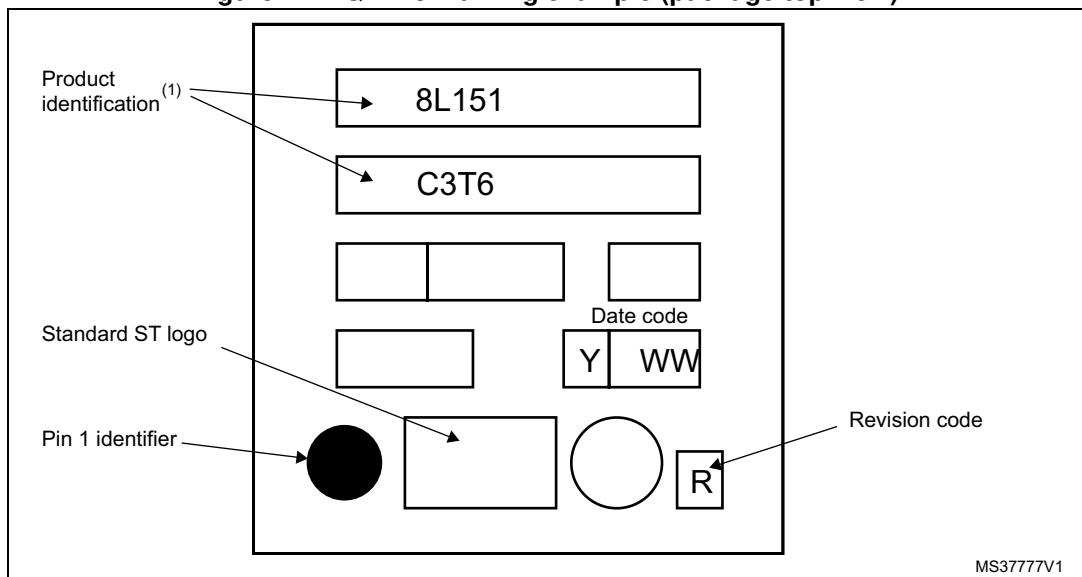 Product
identification (1)
8L151
C3T6
Date code
Standard ST logo
Y WW
Pin 1 identifier
Revision code
R
MS37777V1